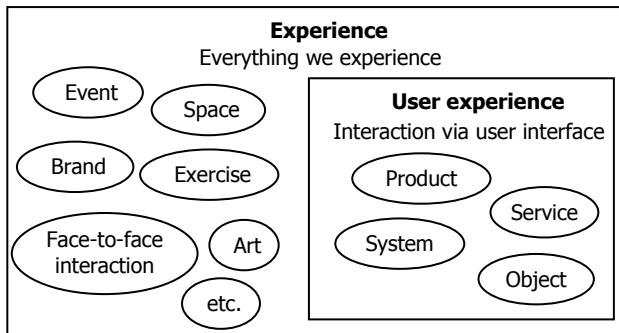 Experience
Everything we experience
Event
Space
Brand
Exercise
Face-to-face
interaction
Art
etc.
User experience
Interaction via user interface
Product
Service
System
Object